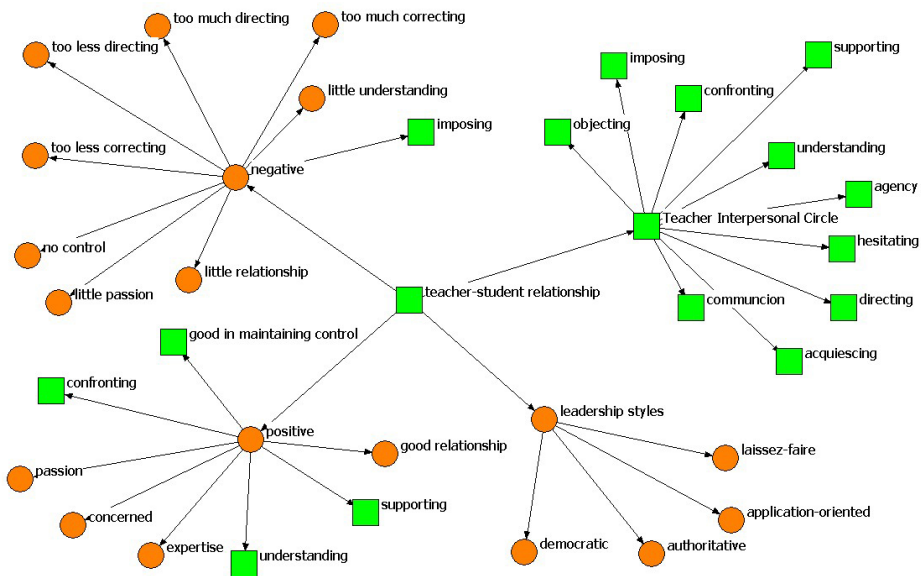 too much directing
too much correcting
too less directing
supporting
imposing
little understanding
confronting
imposing
objecting
too less correcting
understanding
negative
agency
Teacher Interpersonal Circle
no control
hesitating
little relationship
little passion
teacher-student relationship
communcion
directing
good in maintaining control
acquiescing
confronting
leadership styles
positive
good relationship
laissez-faire
passion
supporting
application-oriented
concerned
expertise
understanding
democratic
authoritative